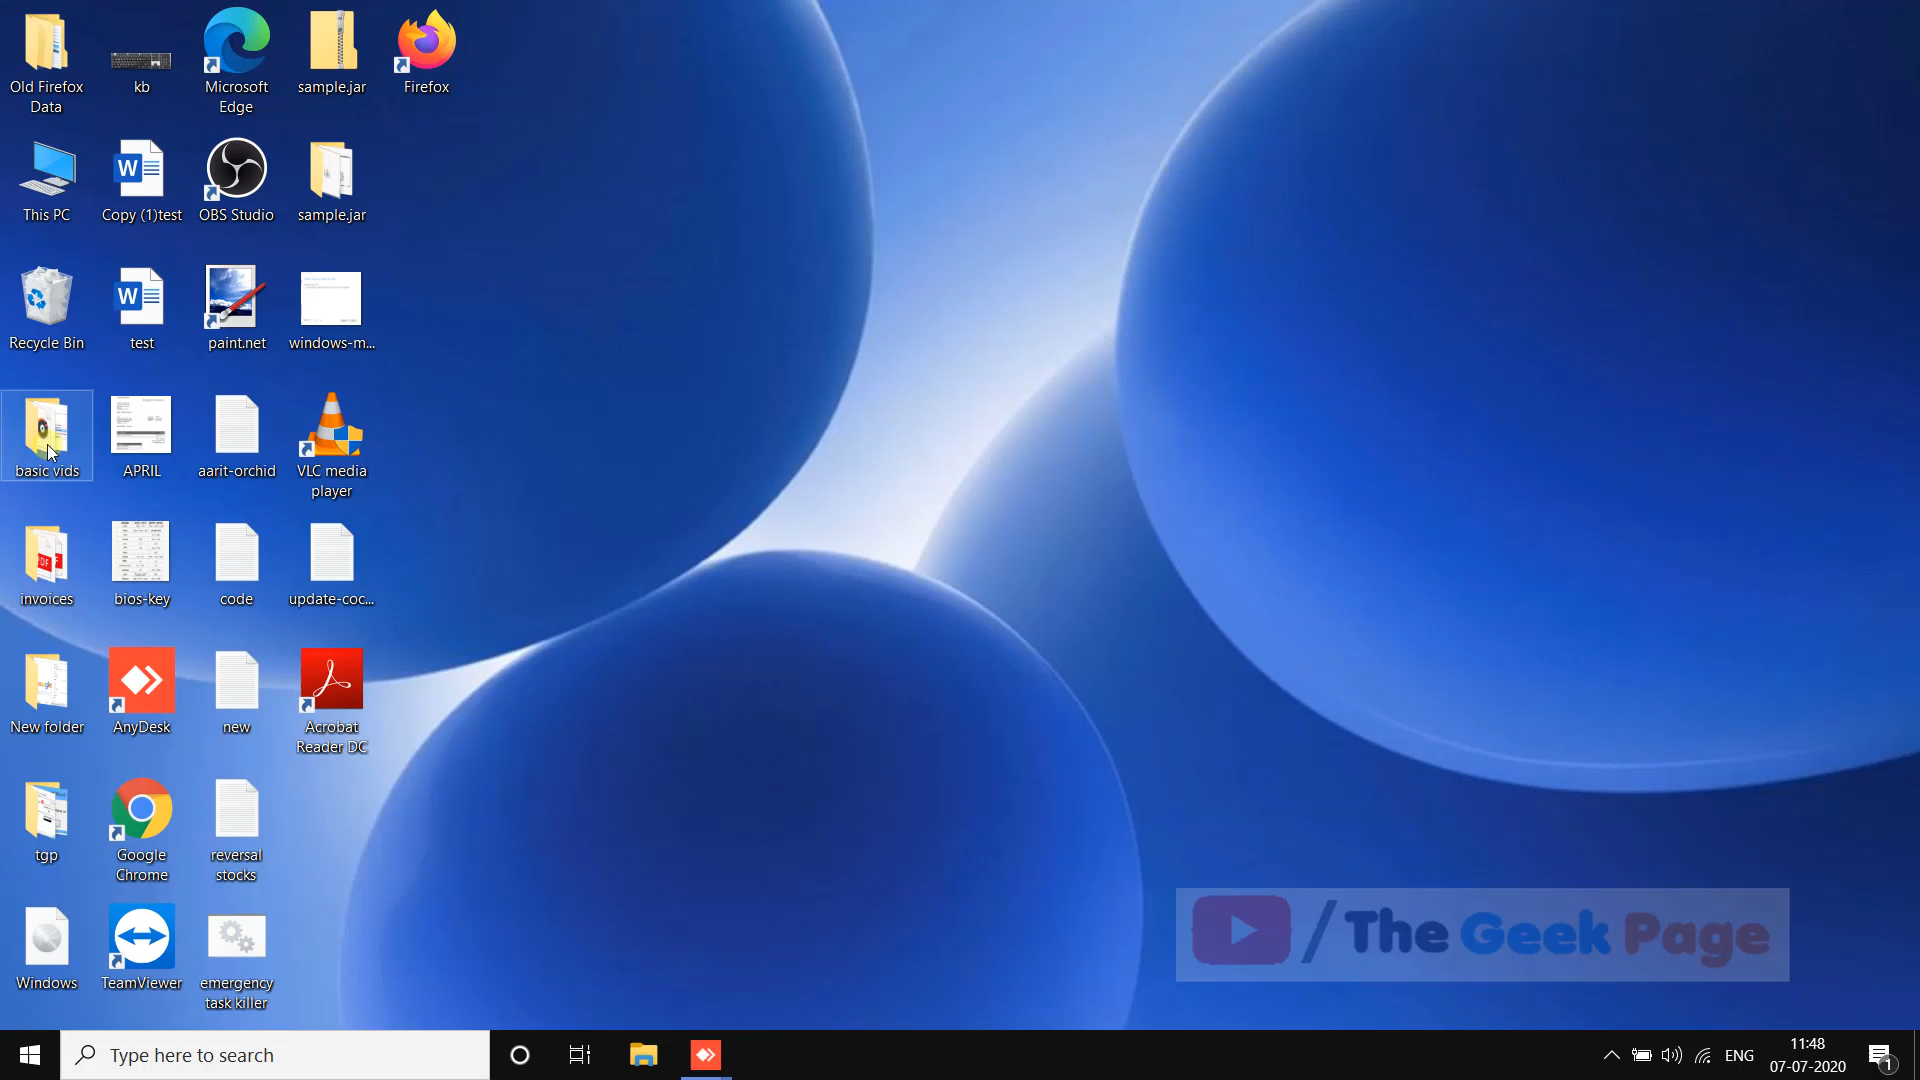 Old Firefox
Data
kb
Microsoft
Edge
sample.jar
Firefox
This PC
Copy (1)test
OBS Studio
sample.jar
Recycle Bin
test
paint.net
windows-m...
basic vids
APRIL
aarit-orchid
VLC media
player
invoices
bios-key
code
update-coc...
New folder
AnyDesk
new
Acrobat
Reader DC
tgp
Google
Chrome
reversal
stocks
Windows
TeamViewer
emergency
task killer
/ The Geek Page
Type here to search
ENG
11:48
07-07-2020
1